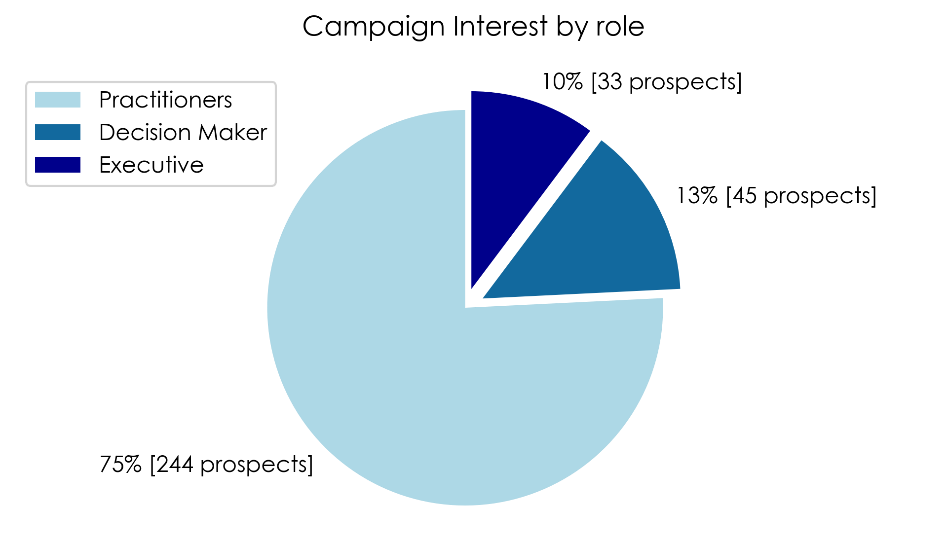 Campaign Interest by role
Practitioners
Decision Maker
Executive
10% [33 prospects]
13% [45 prospects]
75% [244 prospects]